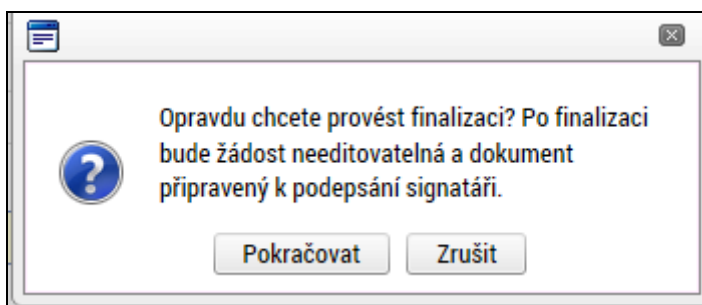 Opravdu chcete provést finalizaci? Po finalizaci
bude žádost needitovatelná a dokument
připravený k podepsání signatáři.
Pokračovat Zrušit